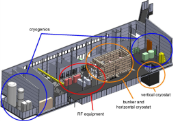 cryogenics
vertical cryostat
bunker and
horizontal cryostat
RF equipment